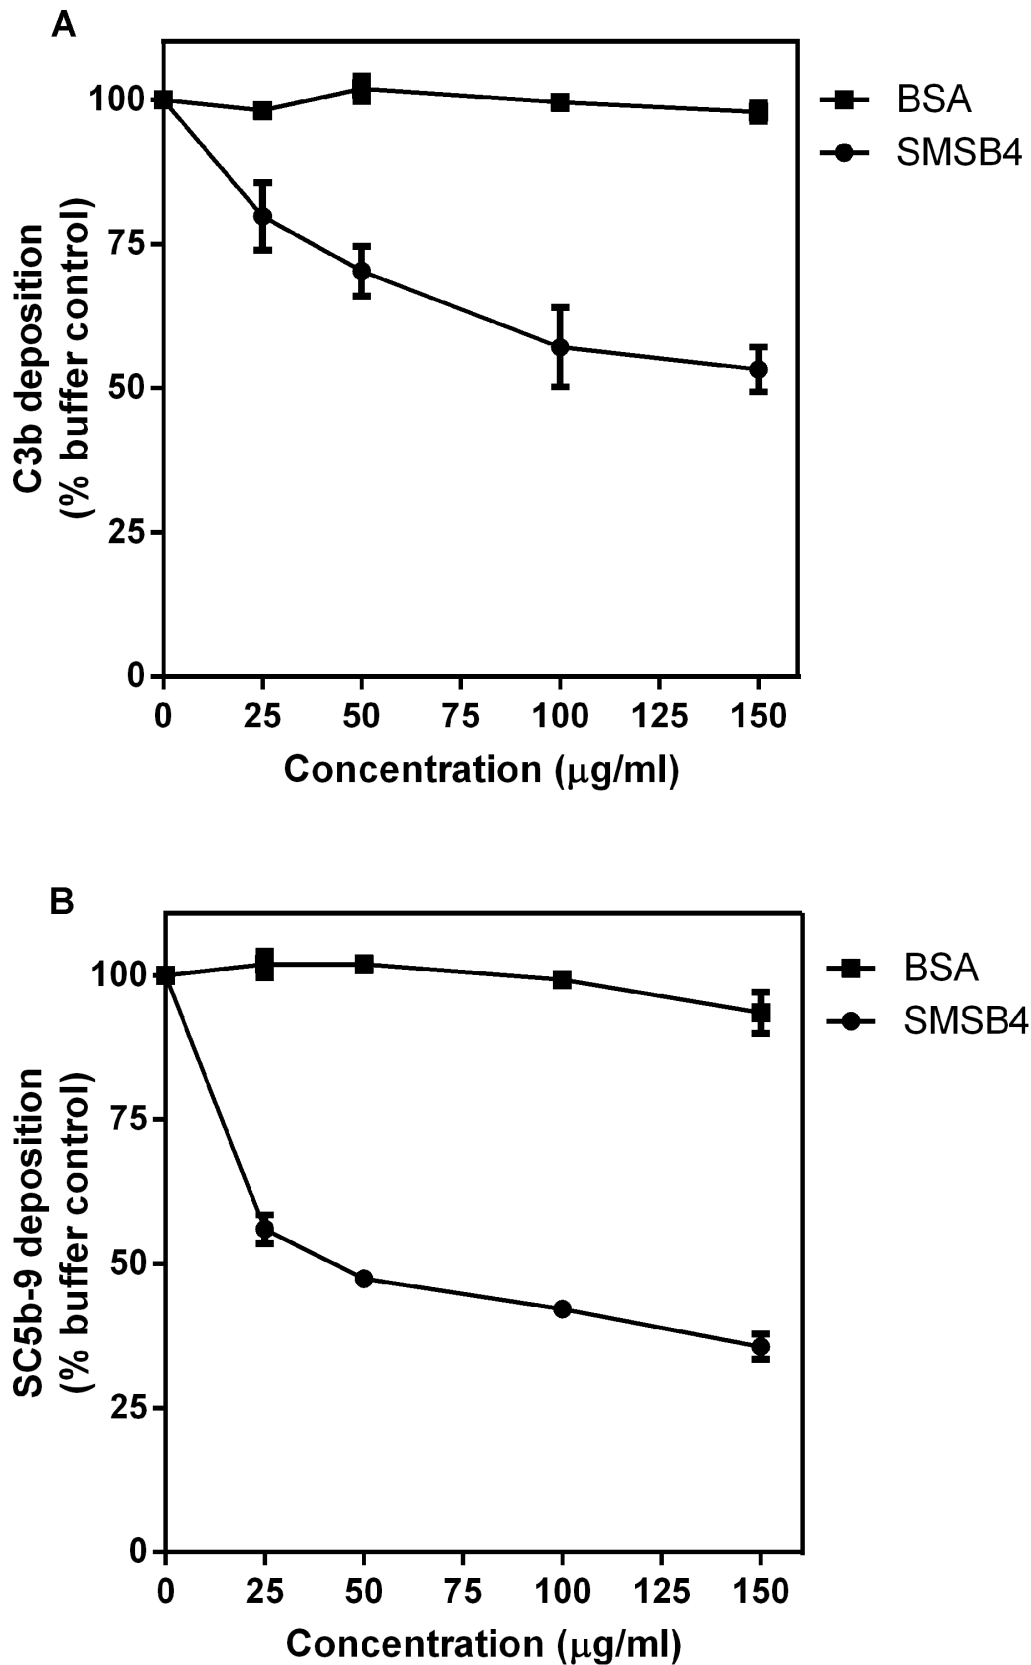 A
100
75
50
25
0
C3b deposition
(% buffer control)
0 25 50 75 100 125 150
Concentration (μg/ml)
BSA
SMSB4
B
100
75
50
25
0
SC5b-9 deposition
(% buffer control)
0 25 50 75 100 125 150
Concentration (μg/ml)
BSA
SMSB4